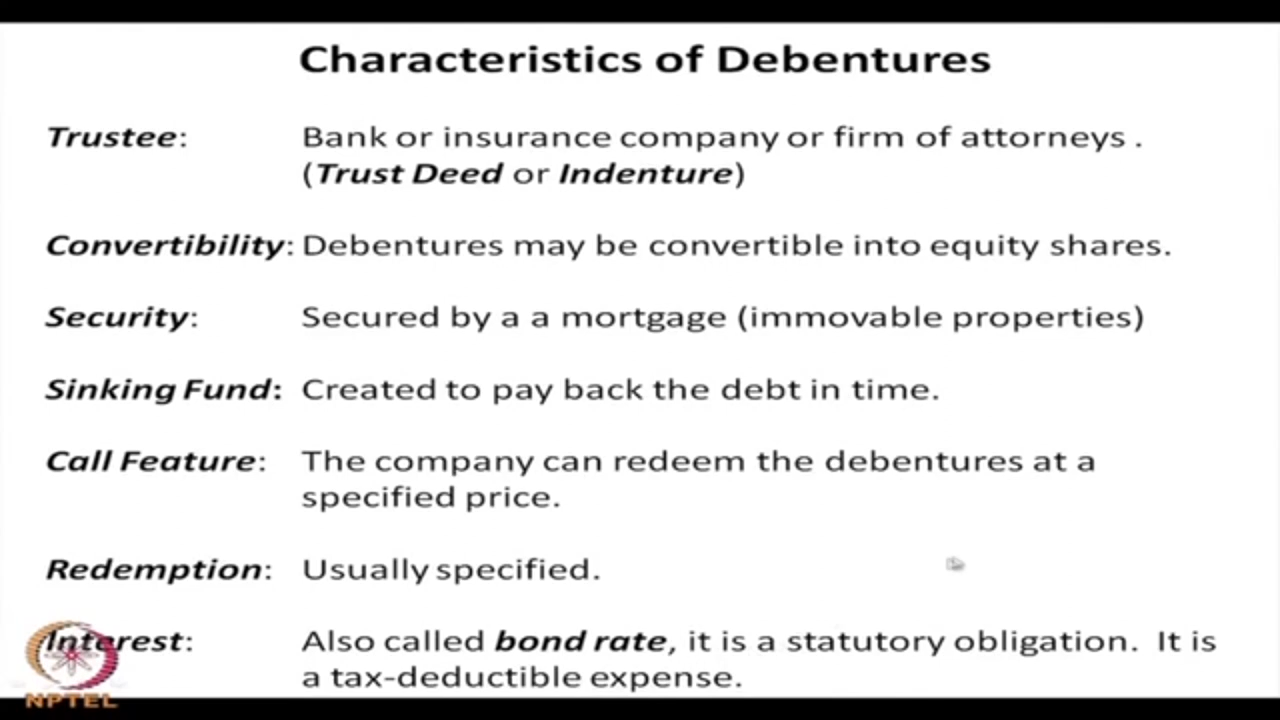 Characteristics of Debentures
Trustee: Bank or insurance company or firm of attorneys .
(Trust Deed or Indenture)
Convertibility: Debentures may be convertible into equity shares.
Security: Secured by a a mortgage (immovable properties)
Sinking Fund: Created to pay back the debt in time.
Call Feature: The company can redeem the debentures at a
specified price.
Redemption: Usually specified.
Interest: Also called bond rate, it is a statutory obligation. It is
a tax-deductible expense.
NPTEL